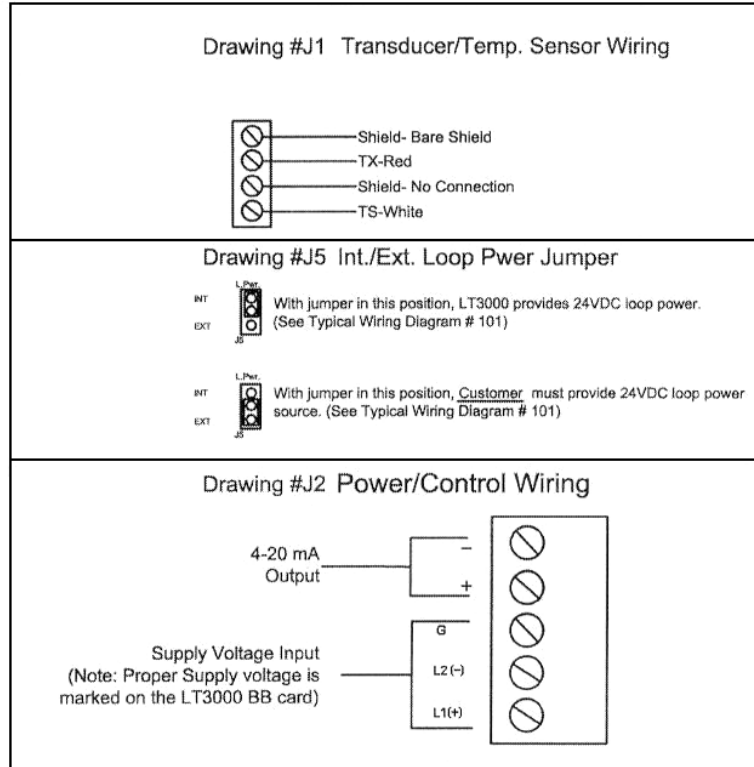 Drawing #J1 Transducer/Temp. Sensor Wiring
Shield- Bare Shield
TX-Red
Shield- No Connection
TS-White
Drawing #J5 Int./Ext. Loop Pwer Jumper
L.Pwr.
INT
EXT
J5
With jumper in this position, LT3000 provides 24VDC loop power.
(See Typical Wiring Diagram # 101)
L.Pwr.
INT
EXT
J5
With jumper in this position, Customer must provide 24VDC loop power
source. (See Typical Wiring Diagram # 101)
Drawing #J2 Power/Control Wiring
4-20 mA
Output
−
+
Supply Voltage Input
(Note: Proper Supply voltage is
marked on the LT3000 BB card)
G
L2(-)
L1(+)